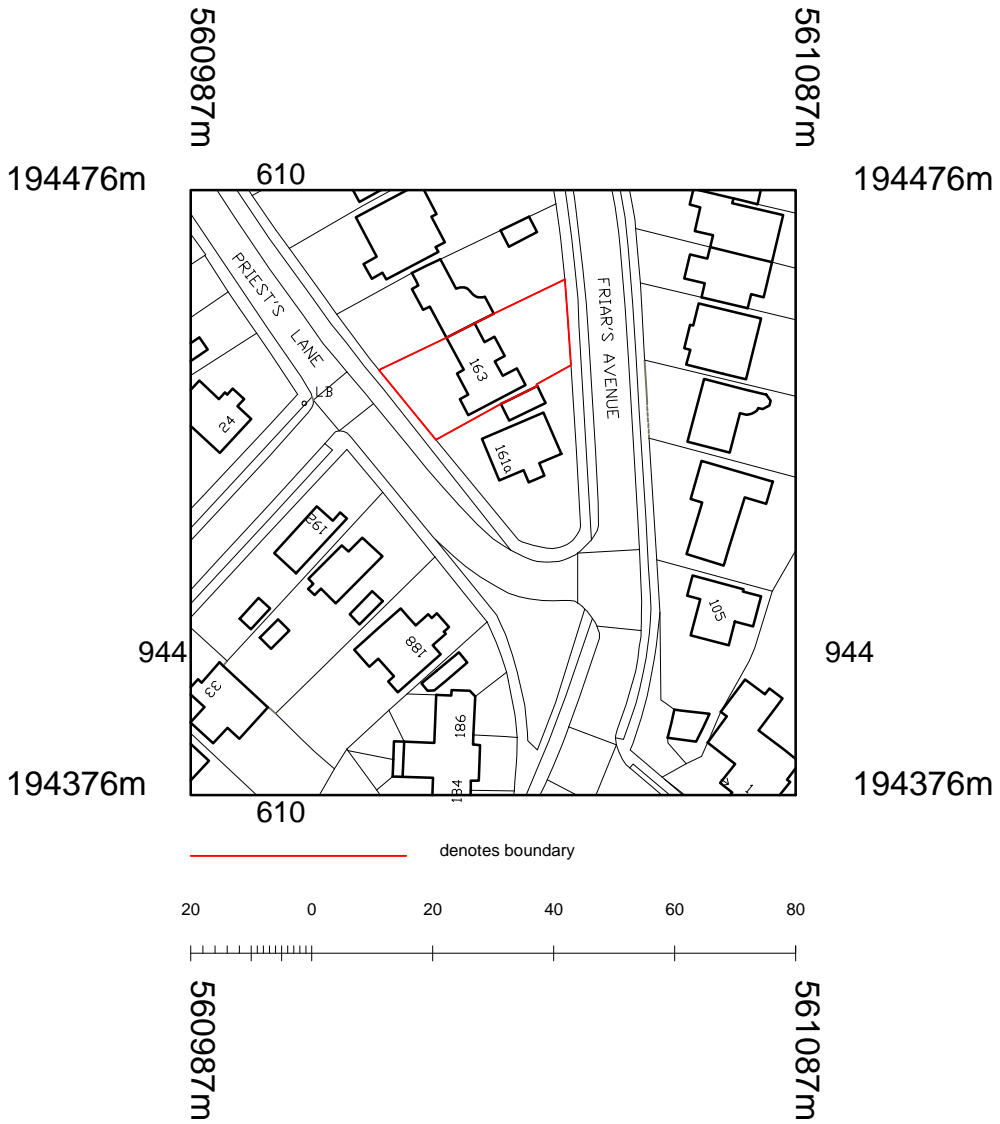 560987m
561087m
194476m
610
194476m
PRIEST'S LANE
FRIAR'S AVENUE
163
LB
24
161a
192
105
188
944
944
33
186
184
1
194376m
610
194376m
denotes boundary
20 0 20 40 60 80
560987m
561087m